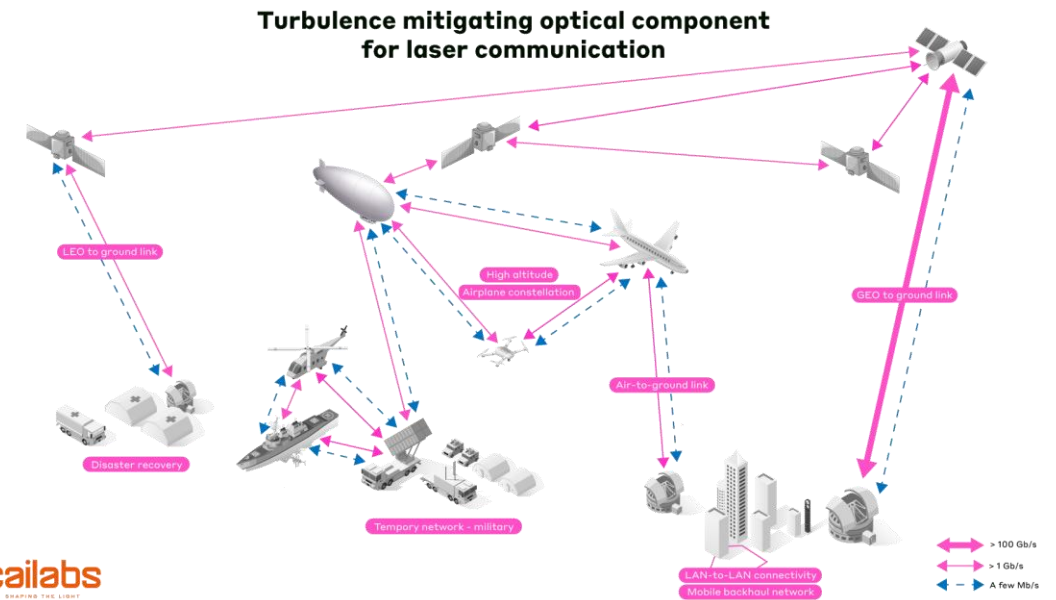 Turbulence mitigating optical component
for laser communication
LEO to ground link
High altitude
Airplane constellation
GEO to ground link
Air-to-ground link
Disaster recovery
Tempory network - military
LAN-to-LAN connectivity
Mobile backhaul network
> 100 Gb/s
> 1 Gb/s
A few Mb/s
cailabs
SHAPING THE LIGHT